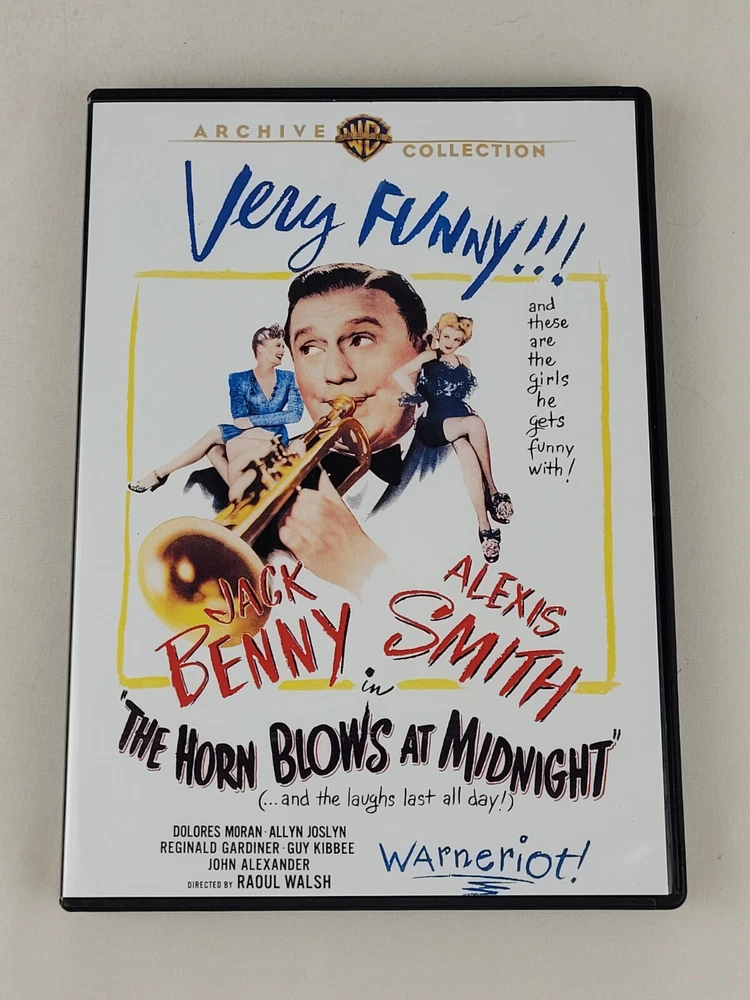 ARCHIVE WB COLLECTION
Very FUNNY!!!
and
these
are
the
girls
he
gets
funny
with!
JACK
BENNY
ALEXIS
SMITH
in
"THE HORN BLOWS AT MIDNIGHT"
(...and the laughs last all day!)
DOLORES MORAN · ALLYN JOSLYN
REGINALD GARDINER · GUY KIBBEE
JOHN ALEXANDER
DIRECTED BY RAOUL WALSH
WARneriot!